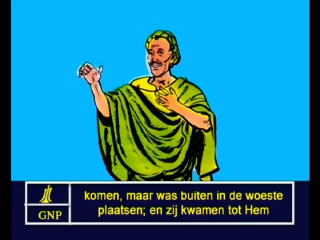 komen, maar was buiten in de woeste
plaatsen; en zij kwamen tot Hem
GNP